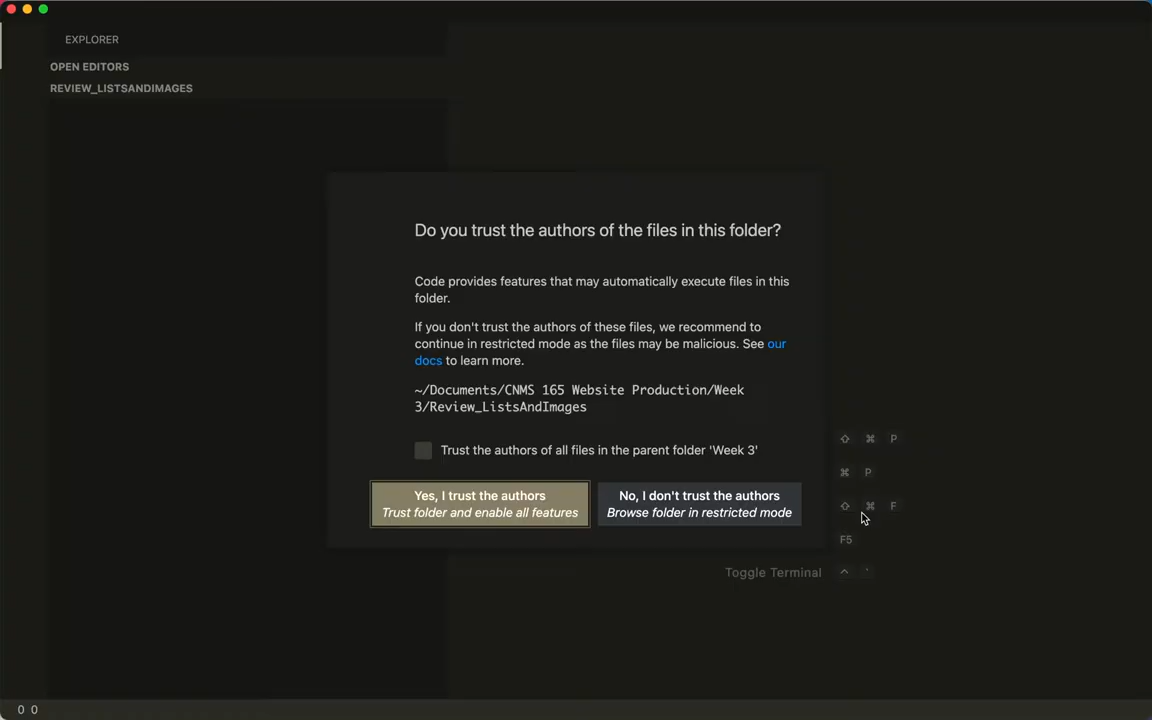 EXPLORER
OPEN EDITORS
REVIEW_LISTSANDIMAGES
Do you trust the authors of the files in this folder?
Code provides features that may automatically execute files in this
folder.
If you don't trust the authors of these files, we recommend to
continue in restricted mode as the files may be malicious. See our
docs to learn more.
~/Documents/CNMS 165 Website Production/Week
3/Review_ListsAndImages
Trust the authors of all files in the parent folder 'Week 3'
Yes, I trust the authors
Trust folder and enable all features
No, I don't trust the authors
Browse folder in restricted mode
⇧ ⌘ P
⌘ P
⇧ ⌘ F
F5
Toggle Terminal ^ `
0 0